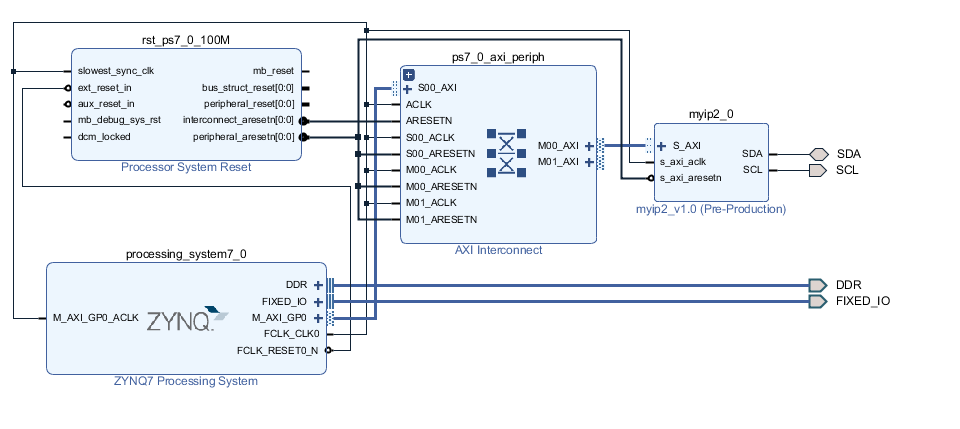 rst_ps7_0_100M
slowest_sync_clk
ext_reset_in
aux_reset_in
mb_debug_sys_rst
dcm_locked
mb_reset
bus_struct_reset[0:0]
peripheral_reset[0:0]
interconnect_aresetn[0:0]
peripheral_aresetn[0:0]
Processor System Reset
ps7_0_axi_periph
S00_AXI
ACLK
ARESETN
S00_ACLK
S00_ARESETN
M00_ACLK
M00_ARESETN
M01_ACLK
M01_ARESETN
M00_AXI
M01_AXI
AXI Interconnect
myip2_0
S_AXI
s_axi_aclk
s_axi_aresetn
SDA
SCL
myip2_v1.0 (Pre-Production)
SDA
SCL
processing_system7_0
M_AXI_GP0_ACLK
ZYNQ
DDR
FIXED_IO
M_AXI_GP0
FCLK_CLK0
FCLK_RESET0_N
ZYNQ7 Processing System
DDR
FIXED_IO